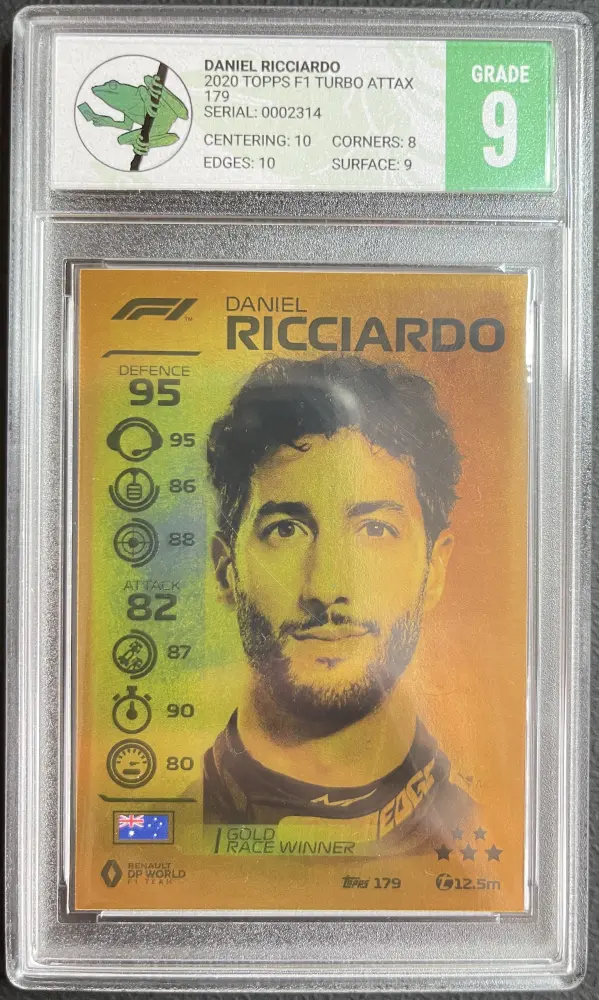 DANIEL RICCIARDO
2020 TOPPS F1 TURBO ATTAX
179
SERIAL: 0002314
CENTERING: 10 CORNERS: 8
EDGES: 10 SURFACE: 9
GRADE
9
F1
TM
DANIEL
RICCIARDO
DEFENCE
95
95
86
88
ATTACK
82
87
90
80
EDGE
GOLD
RACE WINNER
RENAULT
DP WORLD
F1 TEAM
TOPPS 179
12.5m